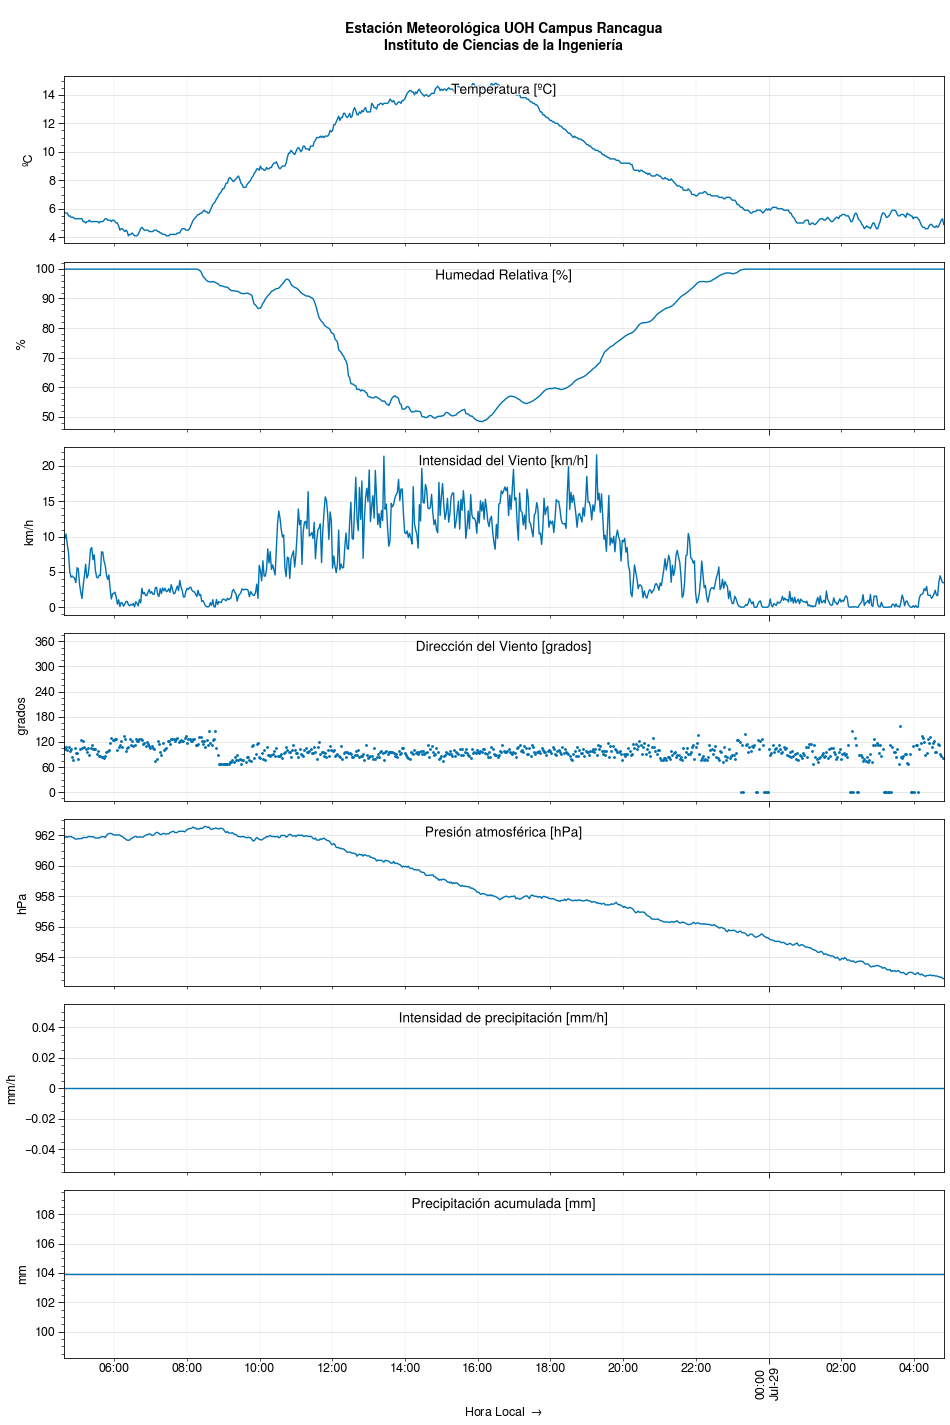 Estación Meteorológica UOH Campus Rancagua
Instituto de Ciencias de la Ingeniería
Temperatura [ºC]
ºC
14
12
10
8
6
4
Humedad Relativa [%]
%
100
90
80
70
60
50
Intensidad del Viento [km/h]
km/h
20
15
10
5
0
Dirección del Viento [grados]
grados
360
300
240
180
120
60
0
Presión atmosférica [hPa]
hPa
962
960
958
956
954
Intensidad de precipitación [mm/h]
mm/h
0.04
0.02
0
−0.02
−0.04
Precipitación acumulada [mm]
mm
108
106
104
102
100
06:00 08:00 10:00 12:00 14:00 16:00 18:00 20:00 22:00 00:00 02:00 04:00
Jul-29
Hora Local →